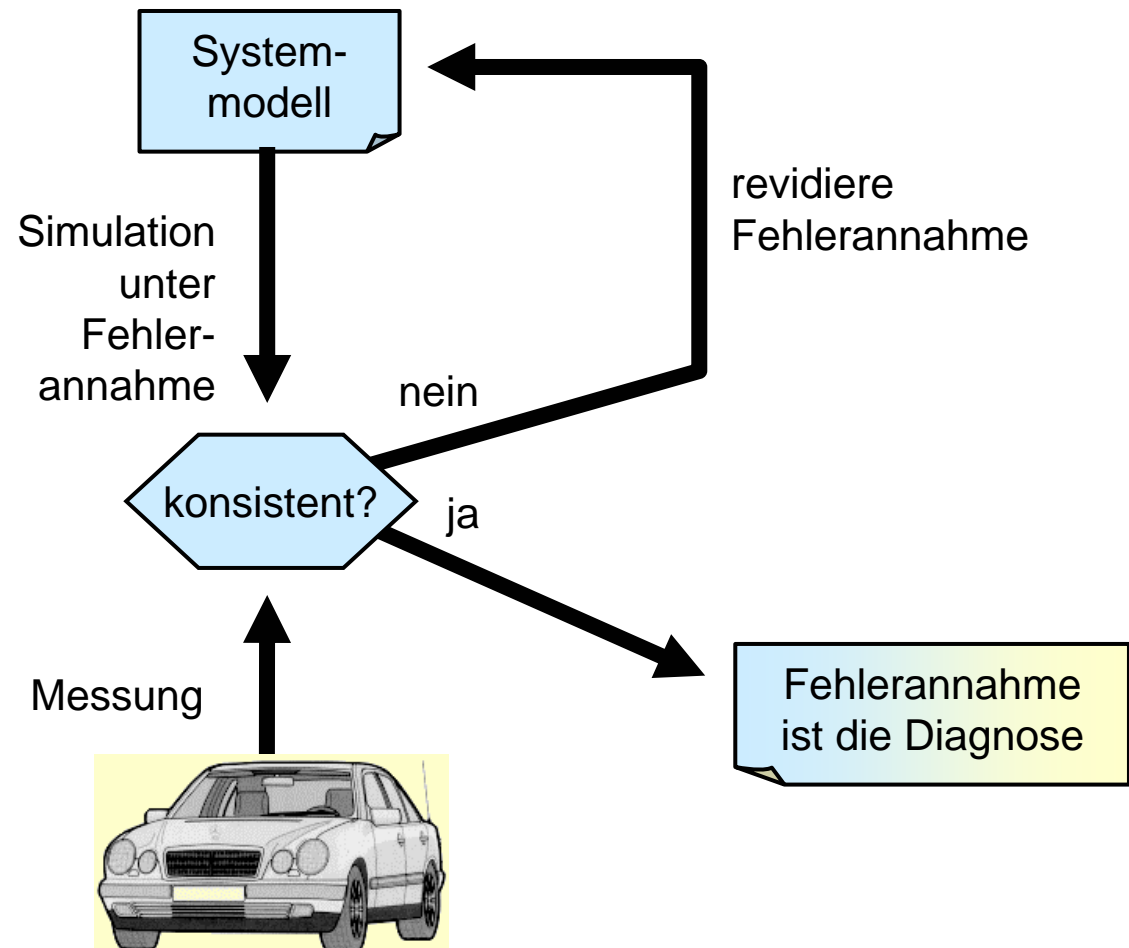 System-
modell
revidiere
Fehlerannahme
Simulation
unter
Fehler-
annahme
nein
konsistent?
ja
Messung
Fehlerannahme
ist die Diagnose